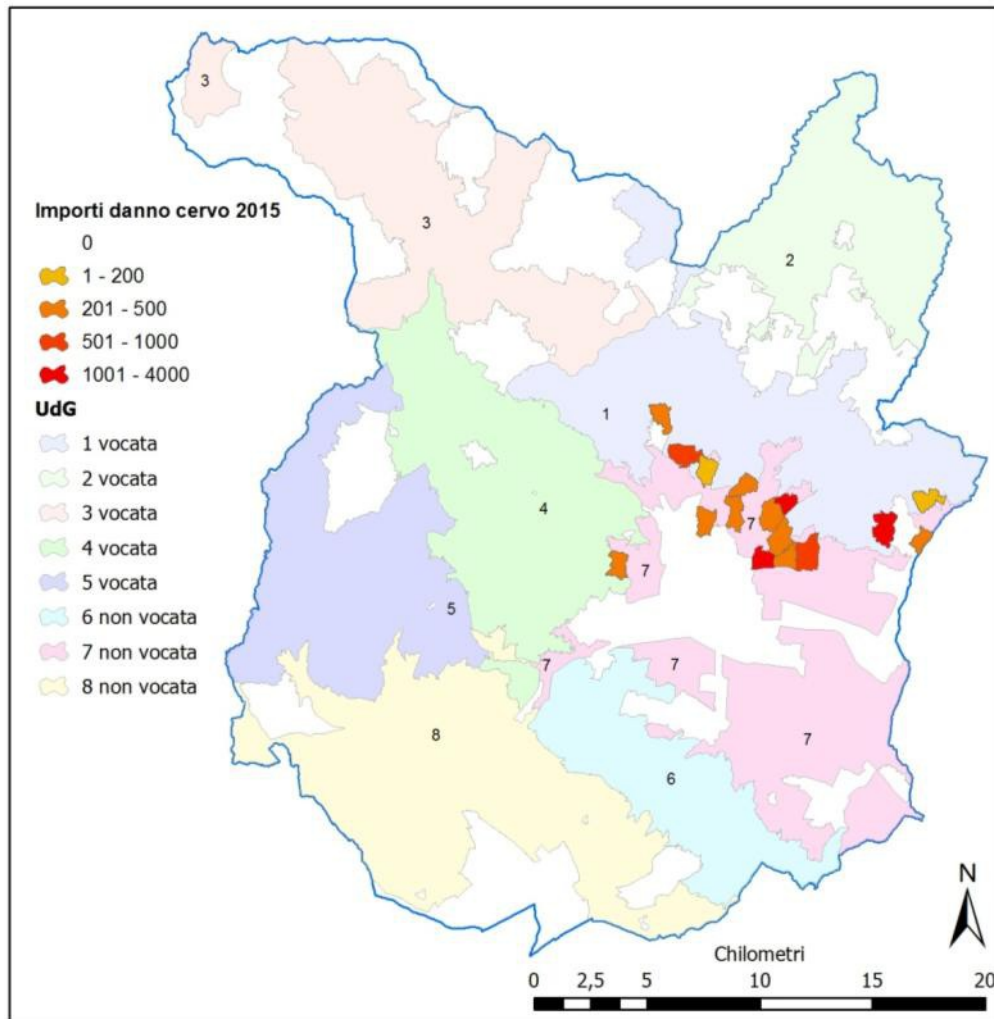 3
3
2
Importi danno cervo 2015
0
1 - 200
201 - 500
501 - 1000
1001 - 4000
UdG
1 vocata
2 vocata
3 vocata
4 vocata
5 vocata
6 non vocata
7 non vocata
8 non vocata
1
4
7
7
5
7
7
8
7
6
N
Chilometri
0 2,5 5 10 15 20